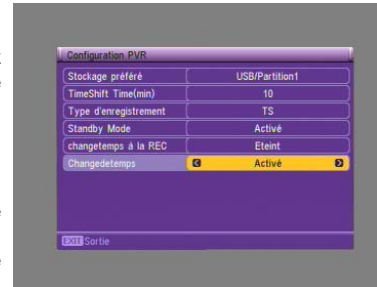 Configuration PVR
Stockage préféré USB/Partition1
TimeShift Time(min) 10
Type d'enregistrement TS
Standby Mode Activé
changetemps á la REC Eteint
Changedetemps Activé
EXIT Sortie